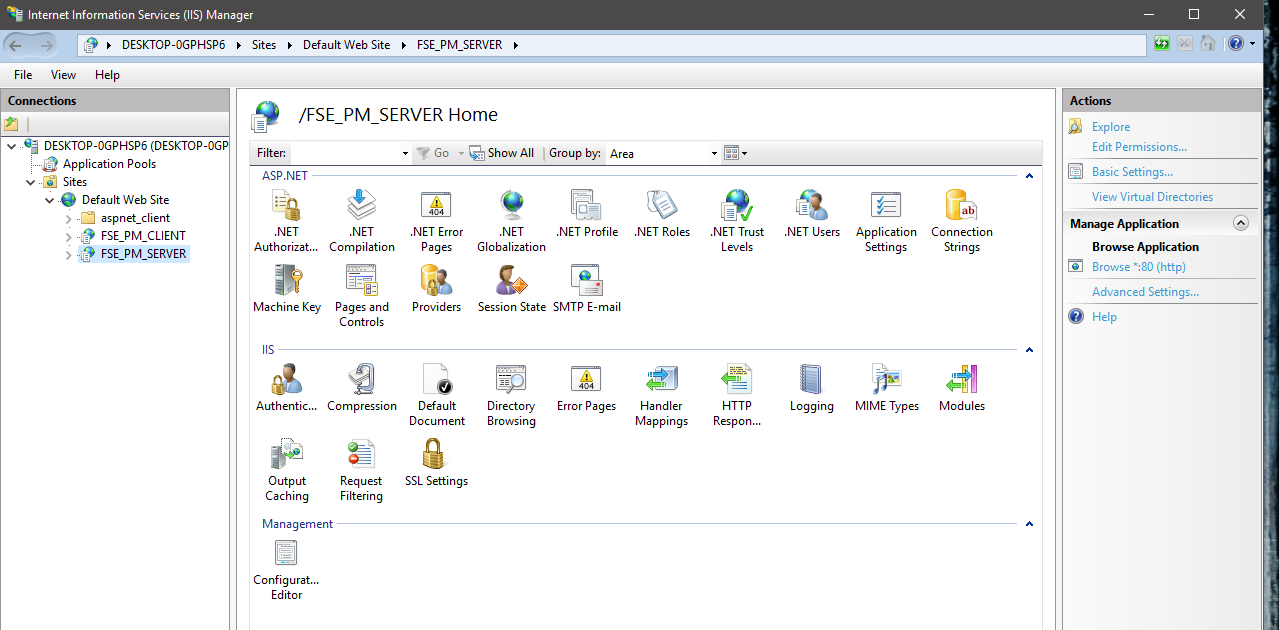 Internet Information Services (IIS) Manager
DESKTOP-0GPHSP6 Sites Default Web Site FSE_PM_SERVER
File View Help
Connections
DESKTOP-0GPHSP6 (DESKTOP-0GP
Application Pools
Sites
Default Web Site
aspnet_client
FSE_PM_CLIENT
FSE_PM_SERVER
/FSE_PM_SERVER Home
Filter: Go Show All Group by: Area
ASP.NET
.NET Authorizat...
.NET Compilation
404
.NET Error Pages
.NET Globalization
.NET Profile
.NET Roles
.NET Trust Levels
.NET Users
Application Settings
ab
Connection Strings
Machine Key
Pages and Controls
Providers
Session State
SMTP E-mail
IIS
Authentic...
Compression
Default Document
Directory Browsing
404
Error Pages
Handler Mappings
HTTP Respon...
Logging
MIME Types
Modules
Output Caching
Request Filtering
SSL Settings
Management
Configurat... Editor
Actions
Explore
Edit Permissions...
Basic Settings...
View Virtual Directories
Manage Application
Browse Application
Browse *:80 (http)
Advanced Settings...
Help